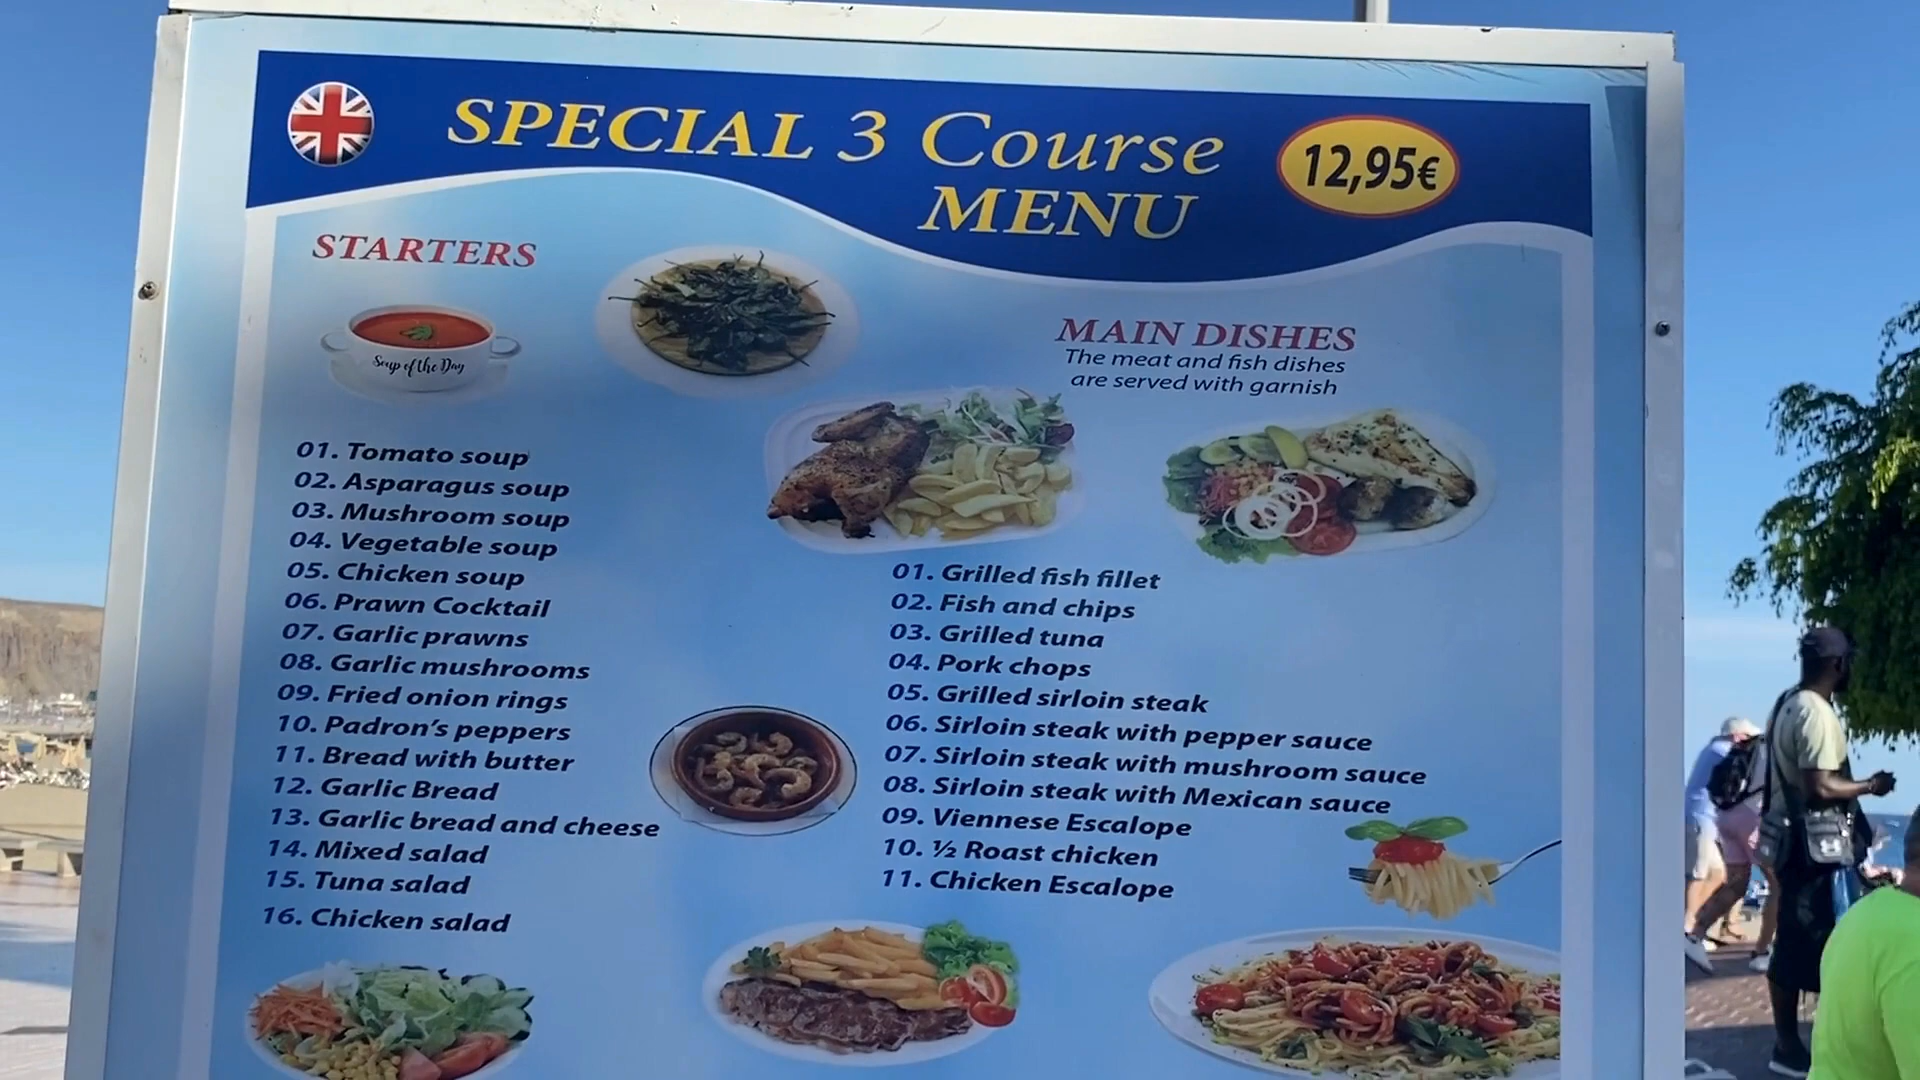 SPECIAL 3 Course
MENU
12,95€
STARTERS
Soup of the Day
01. Tomato soup
02. Asparagus soup
03. Mushroom soup
04. Vegetable soup
05. Chicken soup
06. Prawn Cocktail
07. Garlic prawns
08. Garlic mushrooms
09. Fried onion rings
10. Padron's peppers
11. Bread with butter
12. Garlic Bread
13. Garlic bread and cheese
14. Mixed salad
15. Tuna salad
16. Chicken salad
MAIN DISHES
The meat and fish dishes
are served with garnish
01. Grilled fish fillet
02. Fish and chips
03. Grilled tuna
04. Pork chops
05. Grilled sirloin steak
06. Sirloin steak with pepper sauce
07. Sirloin steak with mushroom sauce
08. Sirloin steak with Mexican sauce
09. Viennese Escalope
10. ½ Roast chicken
11. Chicken Escalope